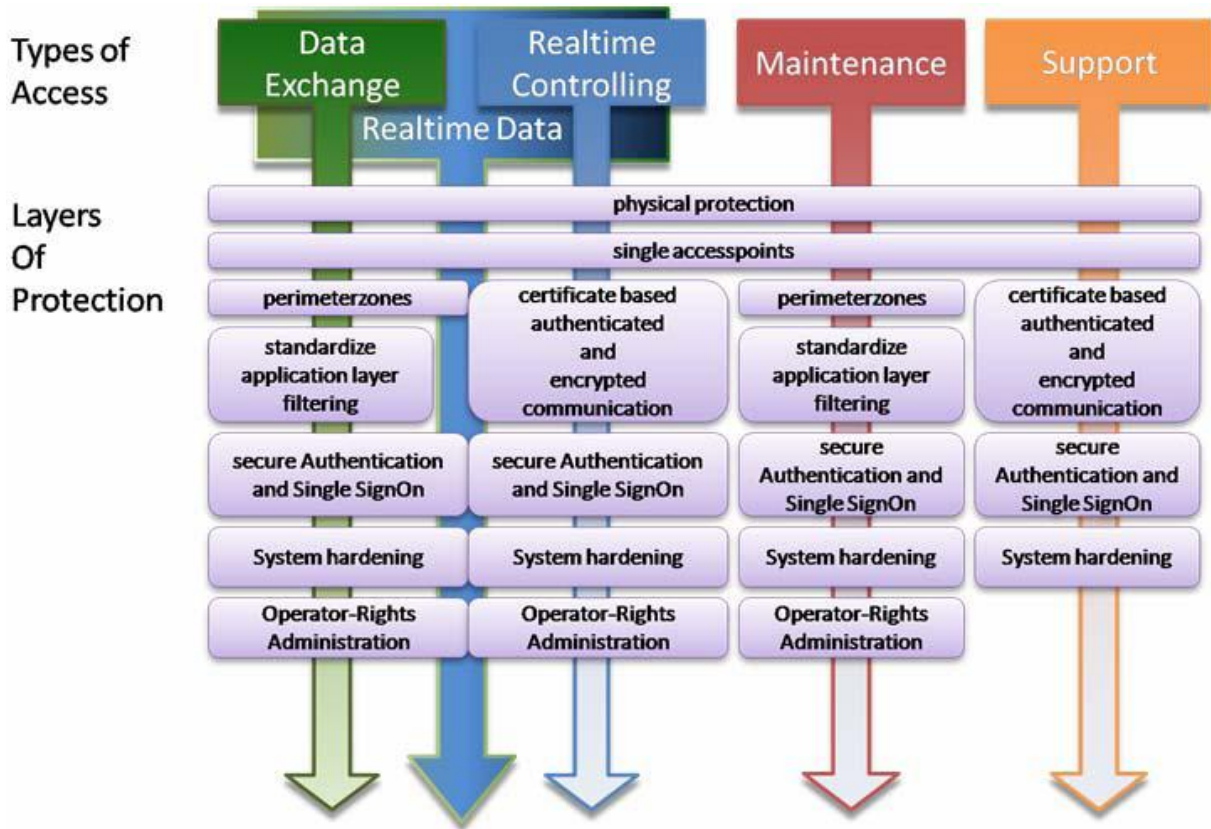 Types of
Access
Data
Exchange
Realtime
Controlling
Realtime Data
Maintenance
Support
Layers
Of
Protection
physical protection
single accesspoints
perimeterzones
certificate based
authenticated
and
encrypted
communication
perimeterzones
certificate based
authenticated
and
encrypted
communication
standardize
application layer
filtering
standardize
application layer
filtering
secure Authentication
and Single SignOn
secure Authentication
and Single SignOn
secure
Authentication and
Single SignOn
secure
Authentication and
Single SignOn
System hardening
System hardening
System hardening
System hardening
Operator-Rights
Administration
Operator-Rights
Administration
Operator-Rights
Administration